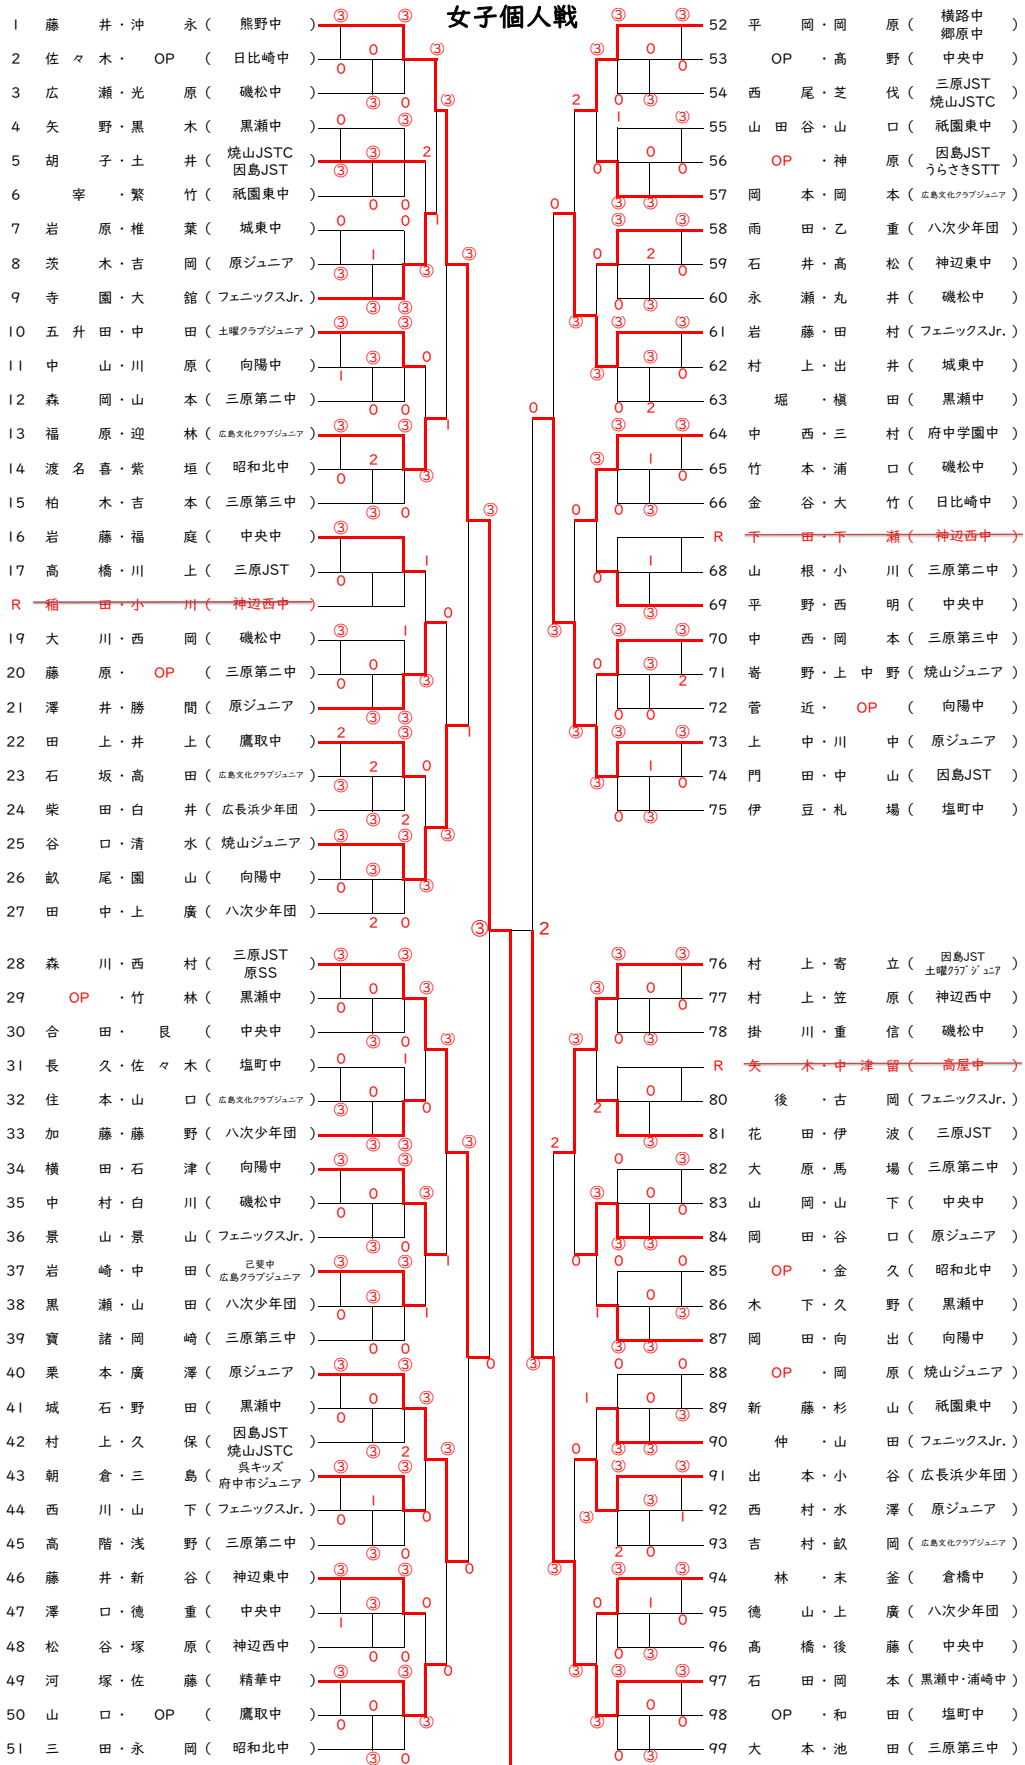 女子個人戦
1 藤井・沖永(熊野中)
2 佐々木・OP(日比崎中)
3 広瀬・光原(磯松中)
4 矢野・黒木(黒瀬中)
5 胡子・土井(焼山JSTC 因島JST)
6 宰・繁竹(祇園東中)
7 岩原・椎葉(城東中)
8 茨木・吉岡(原ジュニア)
9 寺園・大舘(フェニックスJr.)
10 五升田・中田(土曜クラブジュニア)
11 中山・川原(向陽中)
12 森岡・山本(三原第二中)
13 福原・迎林(広島文化クラブジュニア)
14 渡名喜・紫垣(昭和北中)
15 柏木・吉本(三原第三中)
16 岩藤・福庭(中央中)
17 高橋・川上(三原JST)
R 稲田・小川(神辺西中)
19 大川・西岡(磯松中)
20 藤原・OP(三原第二中)
21 澤井・勝間(原ジュニア)
22 田上・井上(鷹取中)
23 石坂・高田(広島文化クラブジュニア)
24 柴田・白井(広長浜少年団)
25 谷口・清水(焼山ジュニア)
26 畝尾・園山(向陽中)
27 田中・上廣(八次少年団)
28 森川・西村(三原JST 原SS)
29 OP・竹林(黒瀬中)
30 合田・艮(中央中)
31 長久・佐々木(塩町中)
32 住本・山口(広島文化クラブジュニア)
33 加藤・藤野(八次少年団)
34 横田・石津(向陽中)
35 中村・白川(磯松中)
36 景山・景山(フェニックスJr.)
37 岩崎・中田(己斐中 広島クラブジュニア)
38 黒瀬・山田(八次少年団)
39 寶諸・岡﨑(三原第三中)
40 栗本・廣澤(原ジュニア)
41 城石・野田(黒瀬中)
42 村上・久保(因島JST 焼山JSTC)
43 朝倉・三島(呉キッズ 府中市ジュニア)
44 西川・山下(フェニックスJr.)
45 高階・浅野(三原第二中)
46 藤井・新谷(神辺東中)
47 澤口・德重(中央中)
48 松谷・塚原(神辺西中)
49 河塚・佐藤(精華中)
50 山口・OP(鷹取中)
51 三田・永岡(昭和北中)
52 平岡・岡原(横路中 郷原中)
53 OP・髙野(中央中)
54 西尾・芝伐(三原JST 焼山JSTC)
55 山田谷・山口(祇園東中)
56 OP・神原(因島JST うらさきSTT)
57 岡本・岡本(広島文化クラブジュニア)
58 雨田・乙重(八次少年団)
59 石井・髙松(神辺東中)
60 永瀬・丸井(磯松中)
61 岩藤・田村(フェニックスJr.)
62 村上・出井(城東中)
63 堀・槇田(黒瀬中)
64 中西・三村(府中学園中)
65 竹本・浦口(磯松中)
66 金谷・大竹(日比崎中)
R 下田・下瀬(神辺西中)
68 山根・小川(三原第二中)
69 平野・西明(中央中)
70 中西・岡本(三原第三中)
71 嵜野・上中野(焼山ジュニア)
72 菅近・OP(向陽中)
73 上中・川中(原ジュニア)
74 門田・中山(因島JST)
75 伊豆・札場(塩町中)
76 村上・寄立(因島JST 土曜クラブジュニア)
77 村上・笠原(神辺西中)
78 掛川・重信(磯松中)
R 矢木・中津留(高屋中)
80 後・古岡(フェニックスJr.)
81 花田・伊波(三原JST)
82 大原・馬場(三原第二中)
83 山岡・山下(中央中)
84 岡田・谷口(原ジュニア)
85 OP・金久(昭和北中)
86 木下・久野(黒瀬中)
87 岡田・向出(向陽中)
88 OP・岡原(焼山ジュニア)
89 新藤・杉山(祇園東中)
90 仲・山田(フェニックスJr.)
91 出本・小谷(広長浜少年団)
92 西村・水澤(原ジュニア)
93 吉村・畝岡(広島文化クラブジュニア)
94 林・末釜(倉橋中)
95 德山・上廣(八次少年団)
96 髙橋・後藤(中央中)
97 石田・岡本(黒瀬中・浦崎中)
98 OP・和田(塩町中)
99 大本・池田(三原第三中)
③ 2